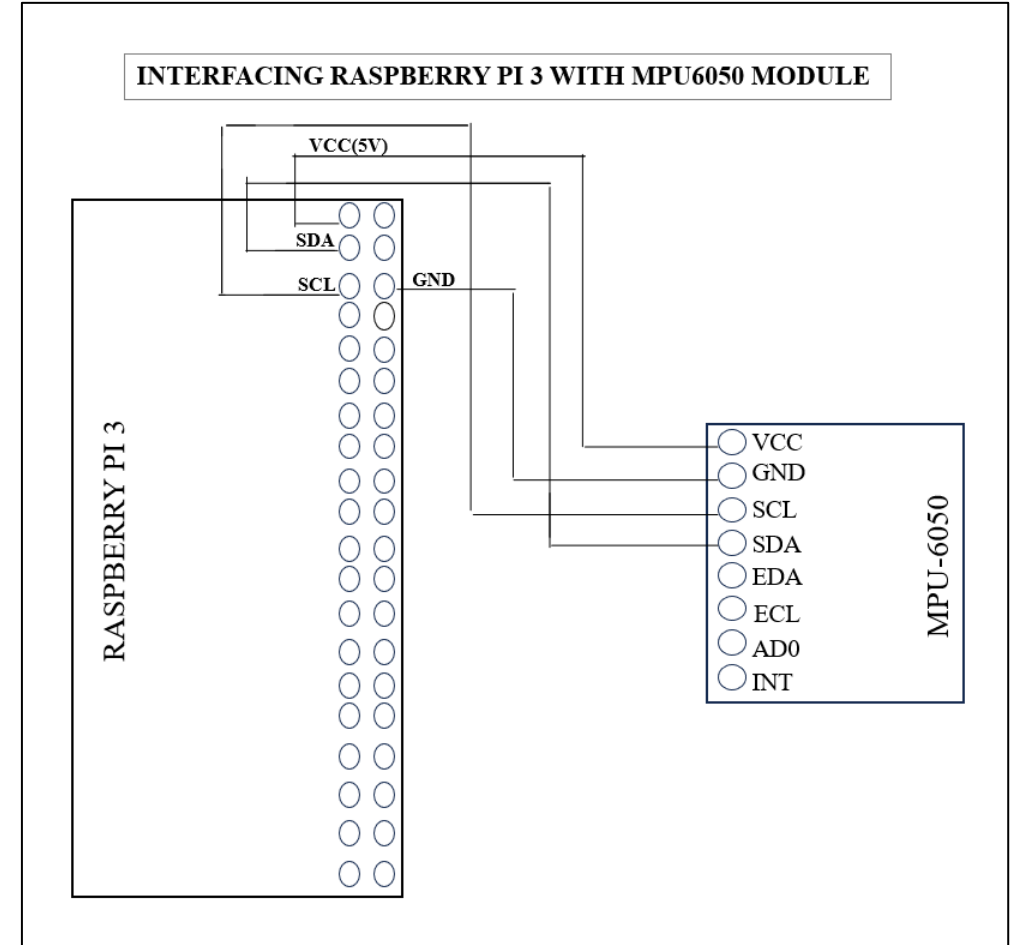 INTERFACING RASPBERRY PI 3 WITH MPU6050 MODULE
VCC(5V)
SDA
SCL
GND
RASPBERRY PI 3
VCC
GND
SCL
SDA
EDA
ECL
AD0
INT
MPU-6050